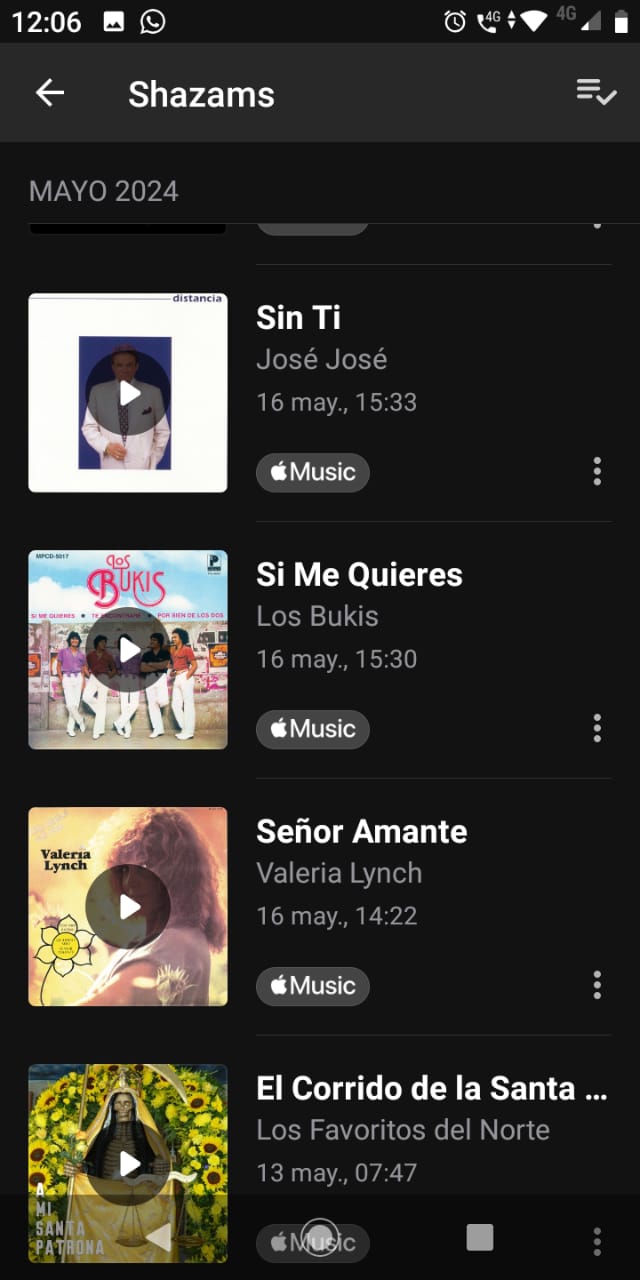 12:06
4G
4G
Shazams
MAYO 2024
distancia
Sin Ti
José José
16 may., 15:33
Music
MPCD-5017
LOS
BUKIS
SI ME QUIERES • TE ENCONTRARE • POR BIEN DE LOS DOS
Si Me Quieres
Los Bukis
16 may., 15:30
Music
Valeria
Lynch
Señor Amante
Valeria Lynch
16 may., 14:22
Music
A
MI
SANTA
PATRONA
El Corrido de la Santa ...
Los Favoritos del Norte
13 may., 07:47
Music